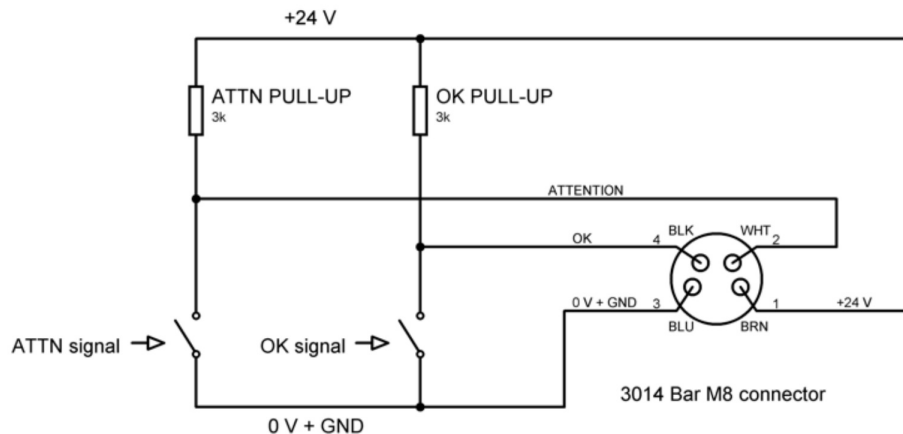 +24 V
ATTN PULL-UP
3k
OK PULL-UP
3k
ATTENTION
BLK
WHT
OK
4
2
0 V + GND
3
1
+24 V
BLU
BRN
ATTN signal
OK signal
3014 Bar M8 connector
0 V + GND